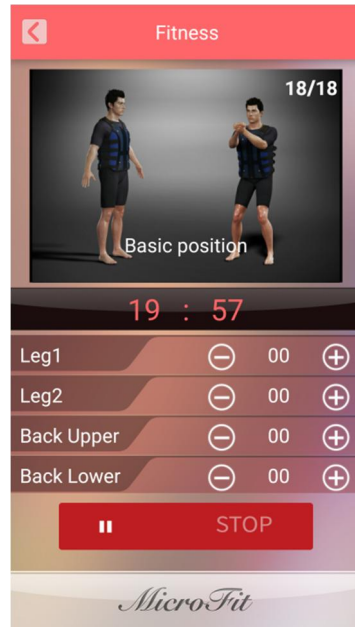 Fitness
18/18
Basic position
19 : 57
Leg1 00
Leg2 00
Back Upper 00
Back Lower 00
STOP
MicroFit